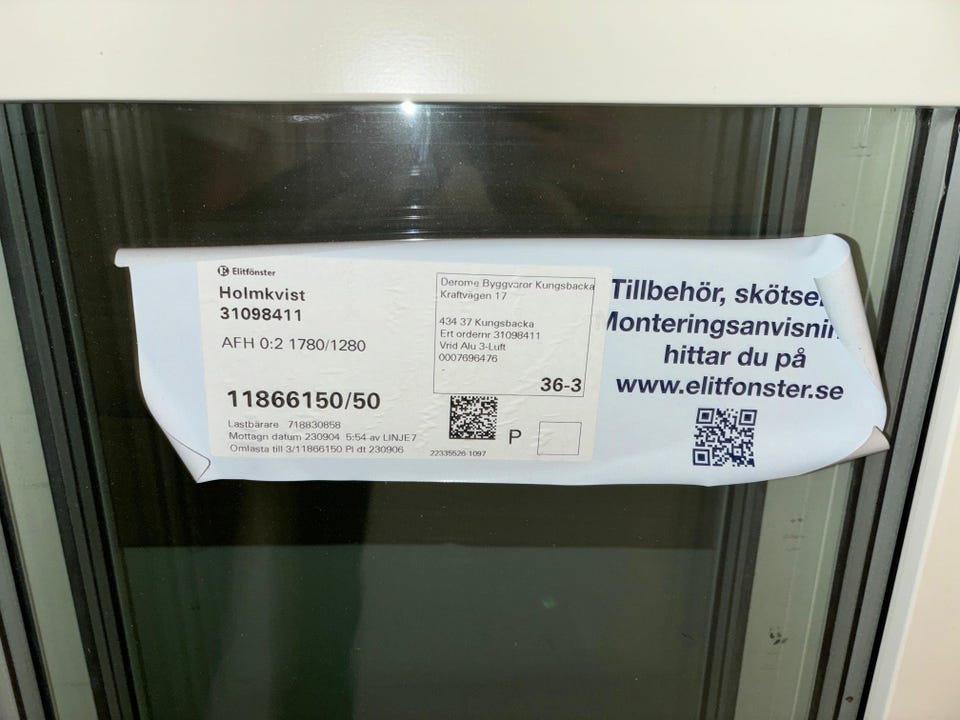 Elitfönster
Holmkvist
31098411
AFH 0:2 1780/1280
11866150/50
Lastbärare 718830858
Mottagn datum 230904 5:54 av LINJE7
Omlasta till 3/11866150 Pl dt 230906
Derome Byggvaror Kungsbacka
Kraftvägen 17
434 37 Kungsbacka
Ert ordernr 31098411
Vrid Alu 3-Luft
0007696476
36-3
P
22335526 1097
Tillbehör, skötsel
Monteringsanvisnin
hittar du på
www.elitfonster.se